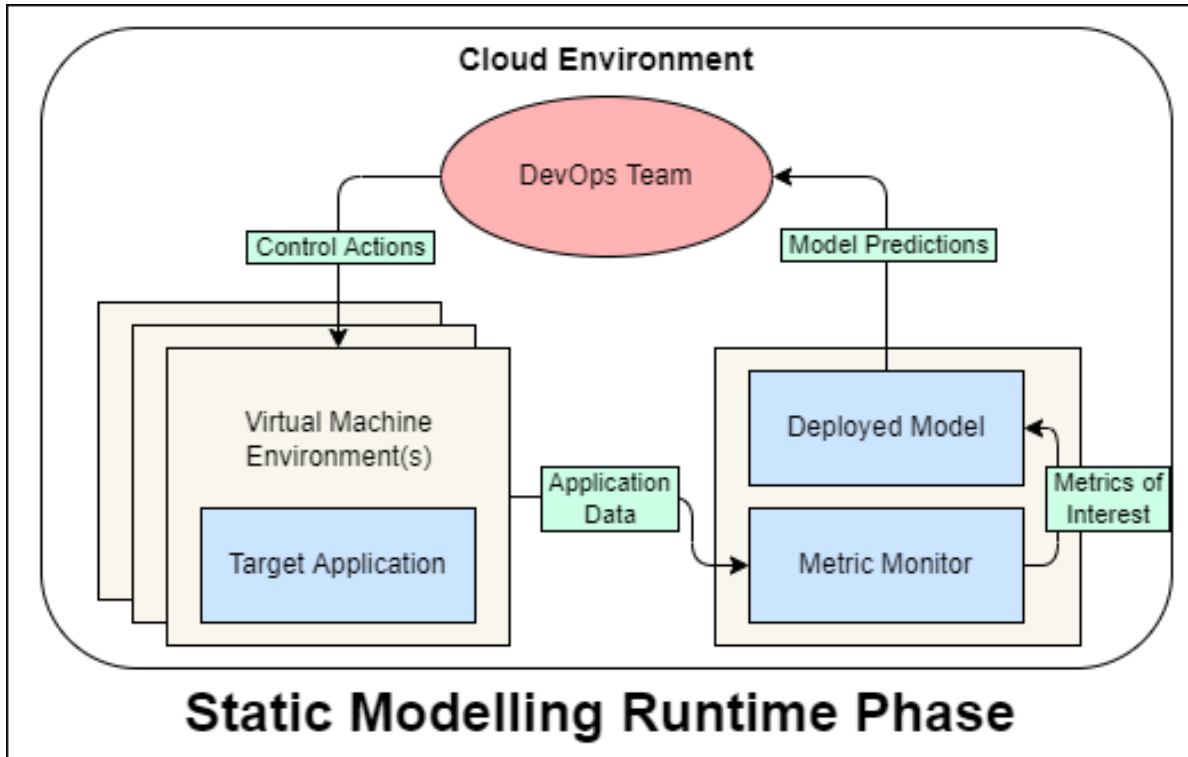 Cloud Environment
DevOps Team
Control Actions
Model Predictions
Virtual Machine
Environment(s)
Deployed Model
Application
Data
Metrics of
Interest
Target Application
Metric Monitor
Static Modelling Runtime Phase